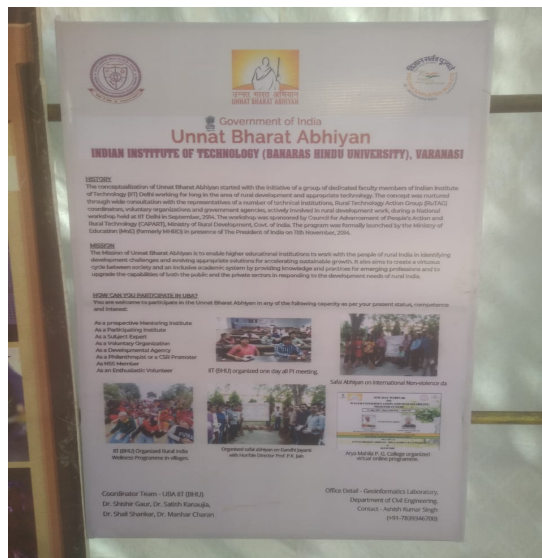 उन्नत भारत अभियान
UNNAT BHARAT ABHIYAN
Government of India
Unnat Bharat Abhiyan
INDIAN INSTITUTE OF TECHNOLOGY (BANARAS HINDU UNIVERSITY), VARANASI
HISTORY
The conceptualization of Unnat Bharat Abhiyan started with the initiative of a group of dedicated faculty members of Indian Institute
of Technology (IIT) Delhi working for long in the area of rural development and appropriate technology. The concept was nurtured
through wide consultation with the representatives of a number of technical institutions, Rural Technology Action Group (RuTAG)
coordinators, voluntary organizations and government agencies, actively involved in rural development work, during a National
workshop held at IIT Delhi in September, 2014. The workshop was sponsored by Council for Advancement of People's Action and
Rural Technology (CAPART), Ministry of Rural Development, Govt. of India. The program was formally launched by the Ministry of
Education (MoE) (formerly MHRD) in presence of The President of India on 11th November, 2014.
MISSION
The Mission of Unnat Bharat Abhiyan is to enable higher educational institutions to work with the people of rural India in identifying
development challenges and evolving appropriate solutions for accelerating sustainable growth. It also aims to create a virtuous
cycle between society and an inclusive academic system by providing knowledge and practices for emerging professions and to
upgrade the capabilities of both the public and the private sectors in responding to the development needs of rural India.
HOW CAN YOU PARTICIPATE IN UBA?
You are welcome to participate in the Unnat Bharat Abhiyan in any of the following capacity as per your present status, competence
and interest:
As a prospective Mentoring Institute
As a Participating Institute
As a Subject Expert
As a Voluntary Organization
As a Developmental Agency
As a Philanthropist or a CSR Promoter
As NSS Member
As an Enthusiastic Volunteer
IIT (BHU) organized one day all PI meeting.
Safai Abhiyan on International Non-violence da
IIT (BHU) Organized Rural India
Wellness Programme in villages.
Organised safai abhiyan on Gandhi jayanti
with Humble Director Prof. P.K. Jain
Arya Mahila P. G. College organized
virtual online programme.
Coordinator Team - UBA IIT (BHU)
Dr. Shishir Gaur, Dr. Satish Kanaujia,
Dr. Shail Shankar, Dr. Manhar Charan
Office Detail - Geoinformatics Laboratory,
Department of Civil Engineering,
Contact - Ashish Kumar Singh